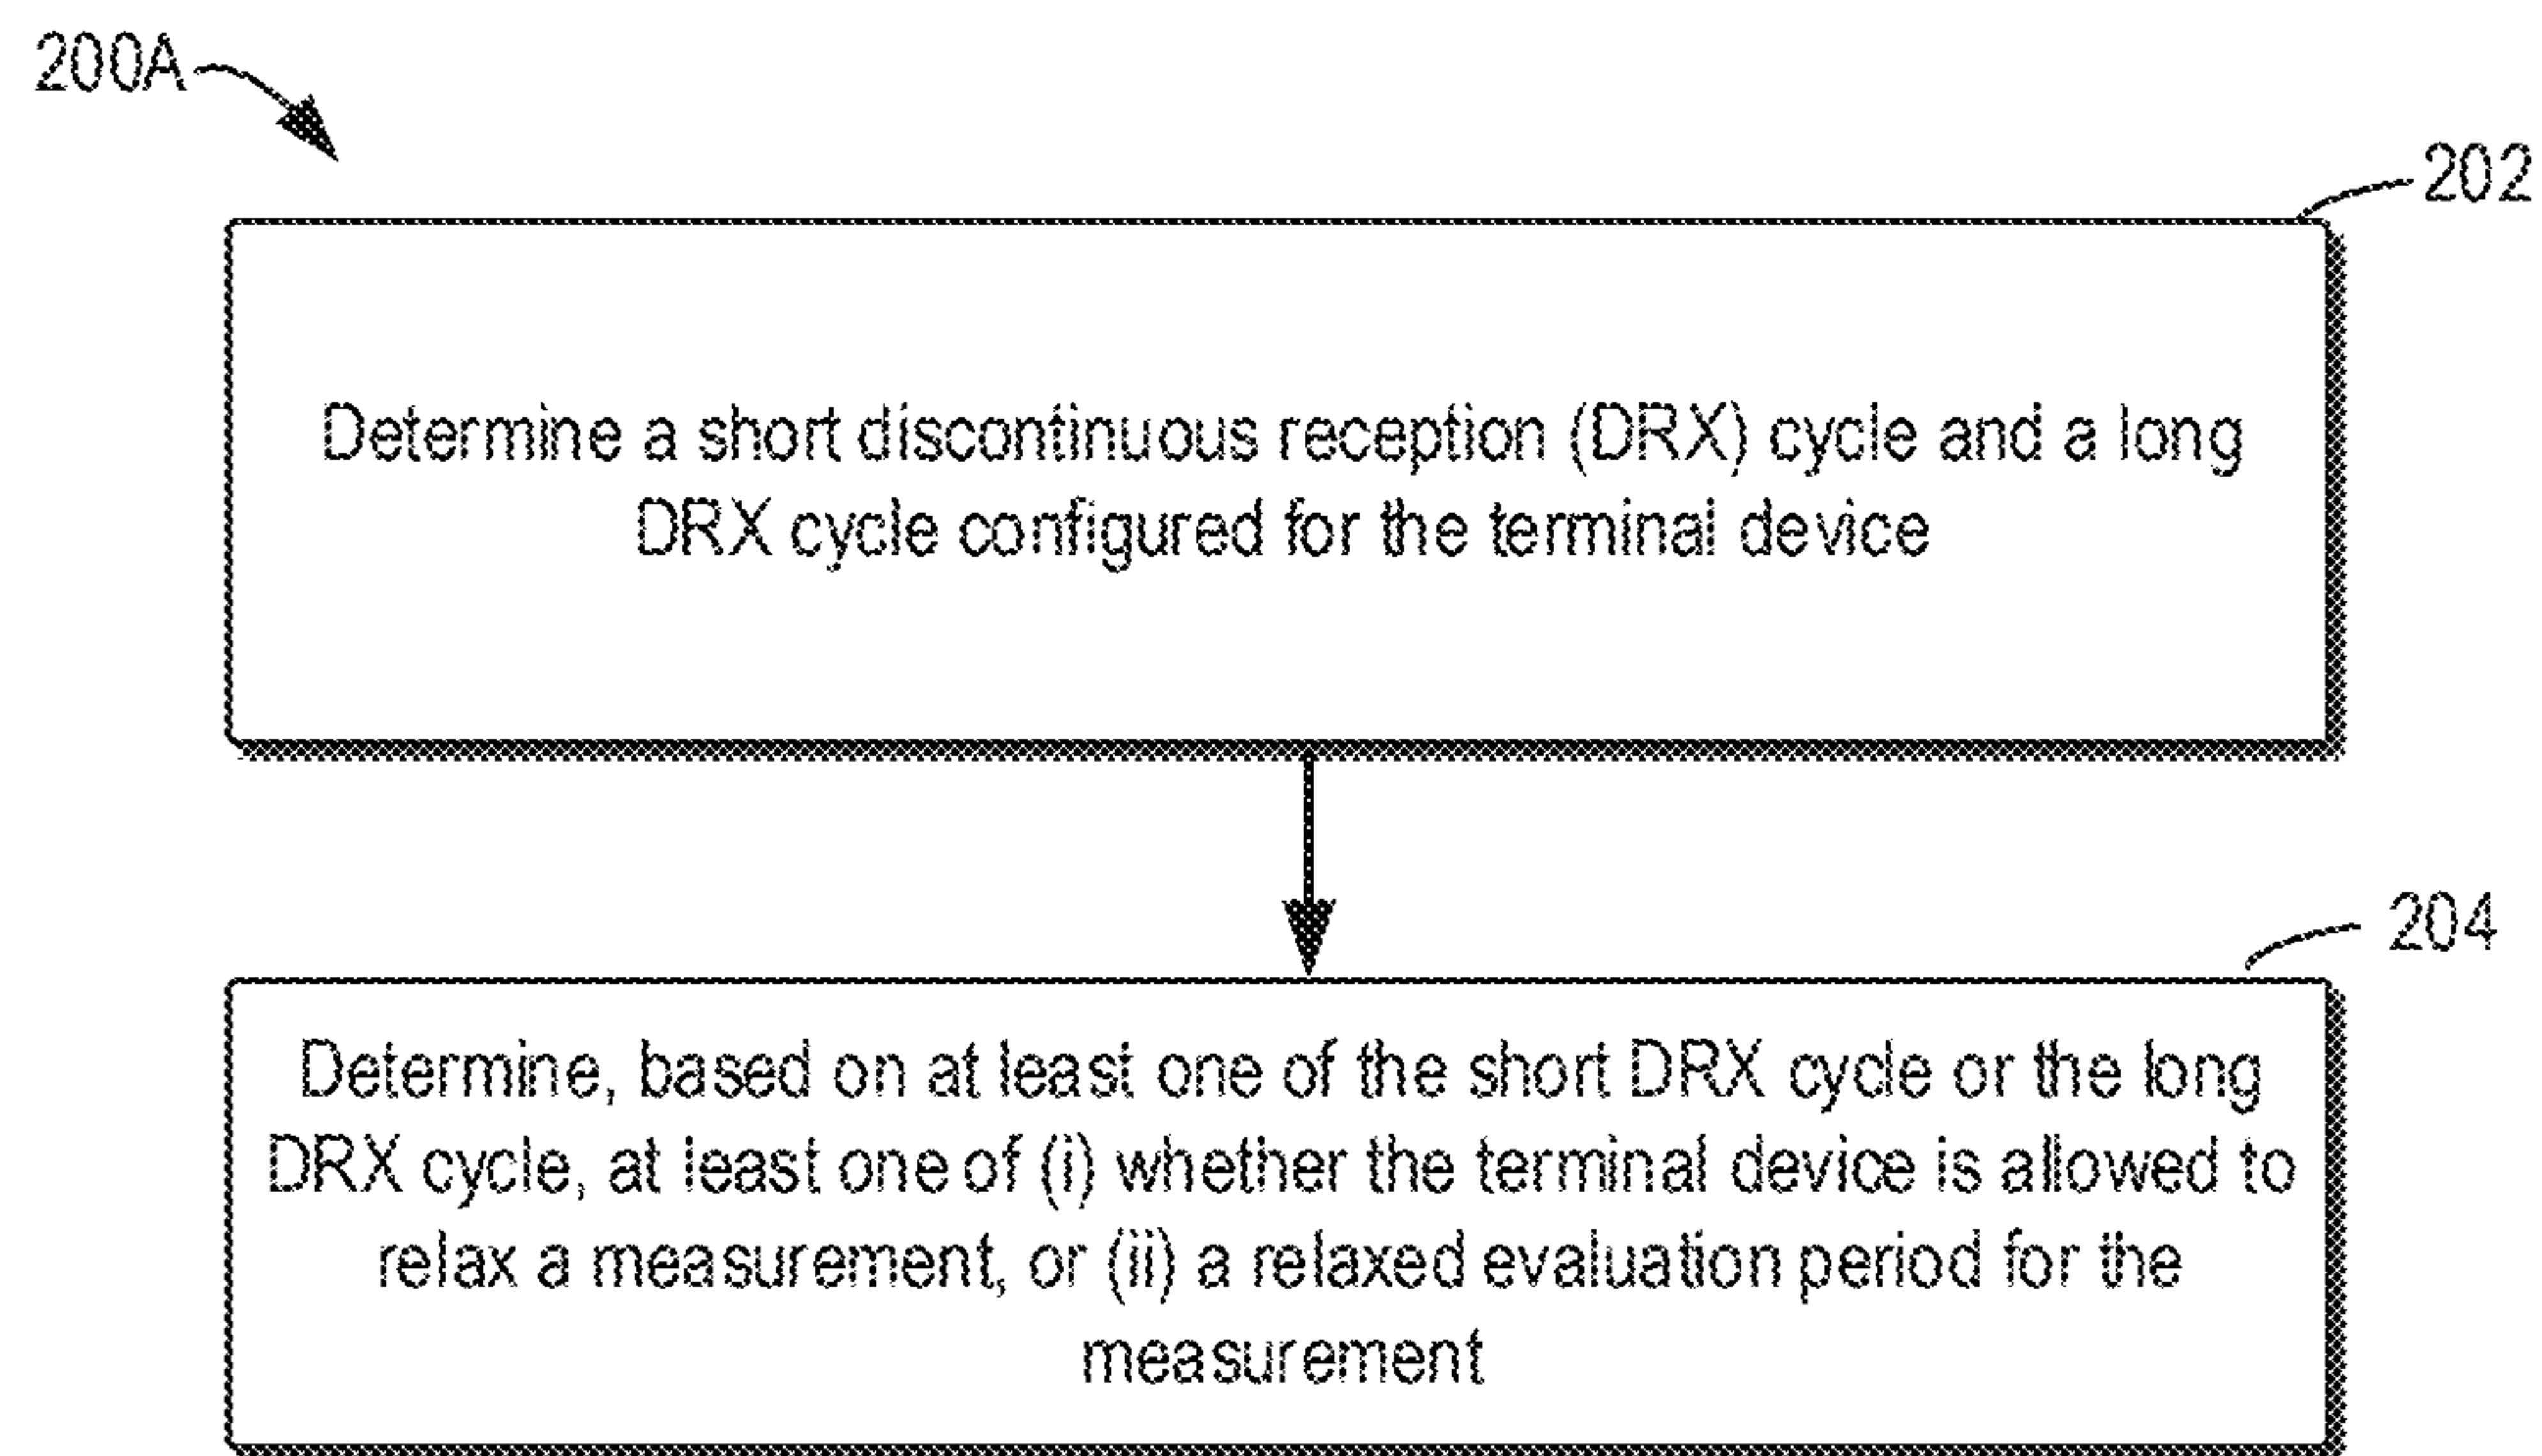 200A
202
Determine a short discontinuous reception (DRX) cycle and a long
DRX cycle configured for the terminal device
204
Determine, based on at least one of the short DRX cycle or the long
DRX cycle, at least one of (i) whether the terminal device is allowed to
relax a measurement, or (ii) a relaxed evaluation period for the
measurement